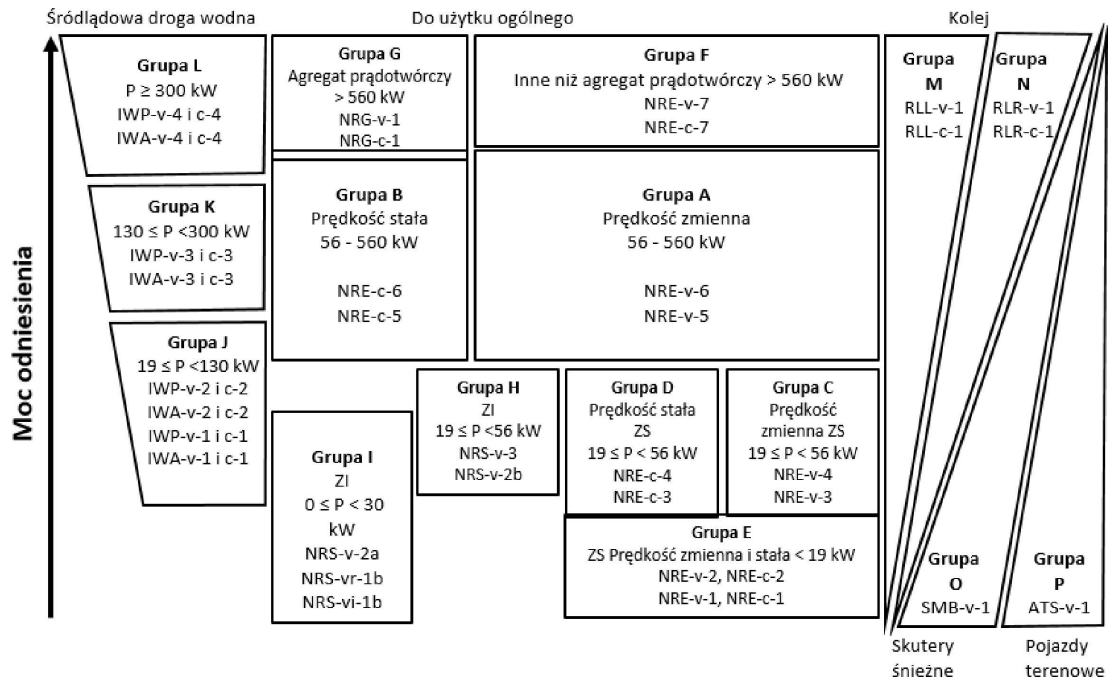 Śródlądowa droga wodna
Do użytku ogólnego
Kolej
Moc odniesienia
Grupa L
P ≥ 300 kW
IWP-v-4 i c-4
IWA-v-4 i c-4
Grupa K
130 ≤ P <300 kW
IWP-v-3 i c-3
IWA-v-3 i c-3
Grupa J
19 ≤ P <130 kW
IWP-v-2 i c-2
IWA-v-2 i c-2
IWP-v-1 i c-1
IWA-v-1 i c-1
Grupa G
Agregat prądotwórczy
> 560 kW
NRG-v-1
NRG-c-1
Grupa F
Inne niż agregat prądotwórczy > 560 kW
NRE-v-7
NRE-c-7
Grupa B
Prędkość stała
56 - 560 kW
NRE-c-6
NRE-c-5
Grupa A
Prędkość zmienna
56 - 560 kW
NRE-v-6
NRE-v-5
Grupa I
ZI
0 ≤ P < 30
kW
NRS-v-2a
NRS-vr-1b
NRS-vi-1b
Grupa H
ZI
19 ≤ P <56 kW
NRS-v-3
NRS-v-2b
Grupa D
Prędkość stała
ZS
19 ≤ P < 56 kW
NRE-c-4
NRE-c-3
Grupa C
Prędkość
zmienna ZS
19 ≤ P < 56 kW
NRE-v-4
NRE-v-3
Grupa E
ZS Prędkość zmienna i stała < 19 kW
NRE-v-2, NRE-c-2
NRE-v-1, NRE-c-1
Grupa
M
RLL-v-1
RLL-c-1
Grupa
N
RLR-v-1
RLR-c-1
Grupa
O
SMB-v-1
Grupa
P
ATS-v-1
Skutery
śnieżne
Pojazdy
terenowe